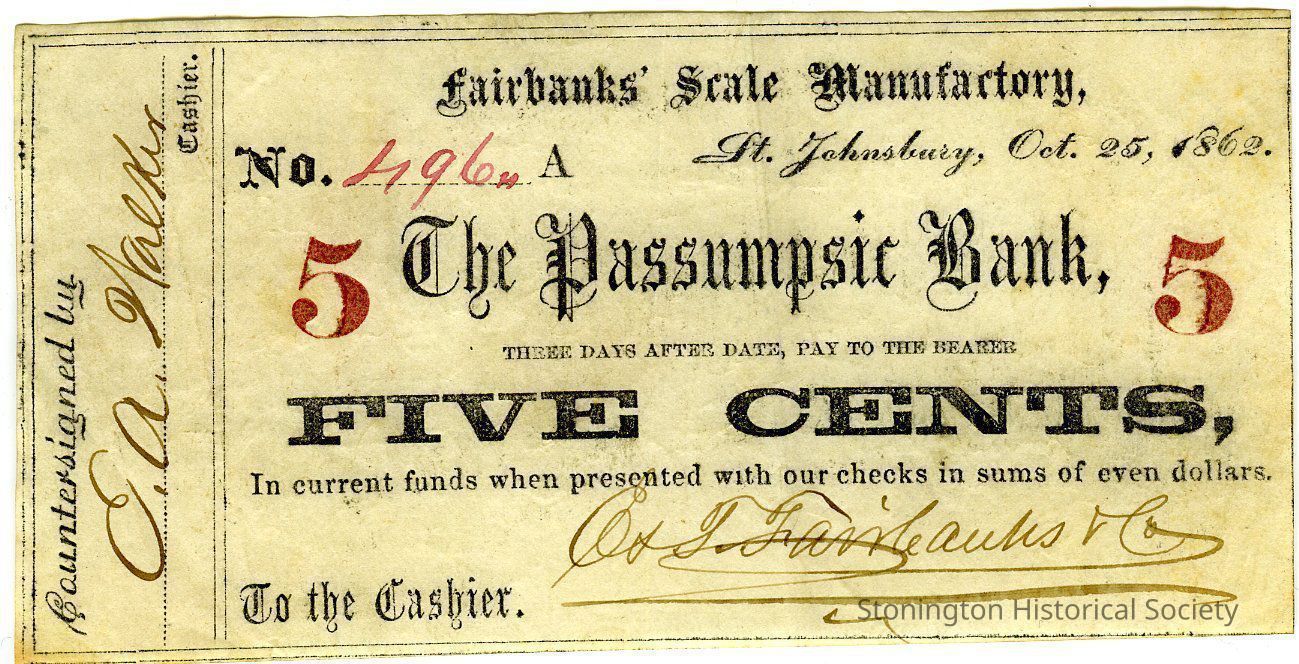 Fairbanks' Scale Manufactory,
No. 496 A
St. Johnsbury, Oct. 25, 1862.
5 The Passumpsic Bank, 5
THREE DAYS AFTER DATE, PAY TO THE BEARER
FIVE CENTS,
In current funds when presented with our checks in sums of even dollars.
T. Fairbanks & Co
To the Cashier.
Countersigned by
E. A. Walker
Cashier.
Stonington Historical Society